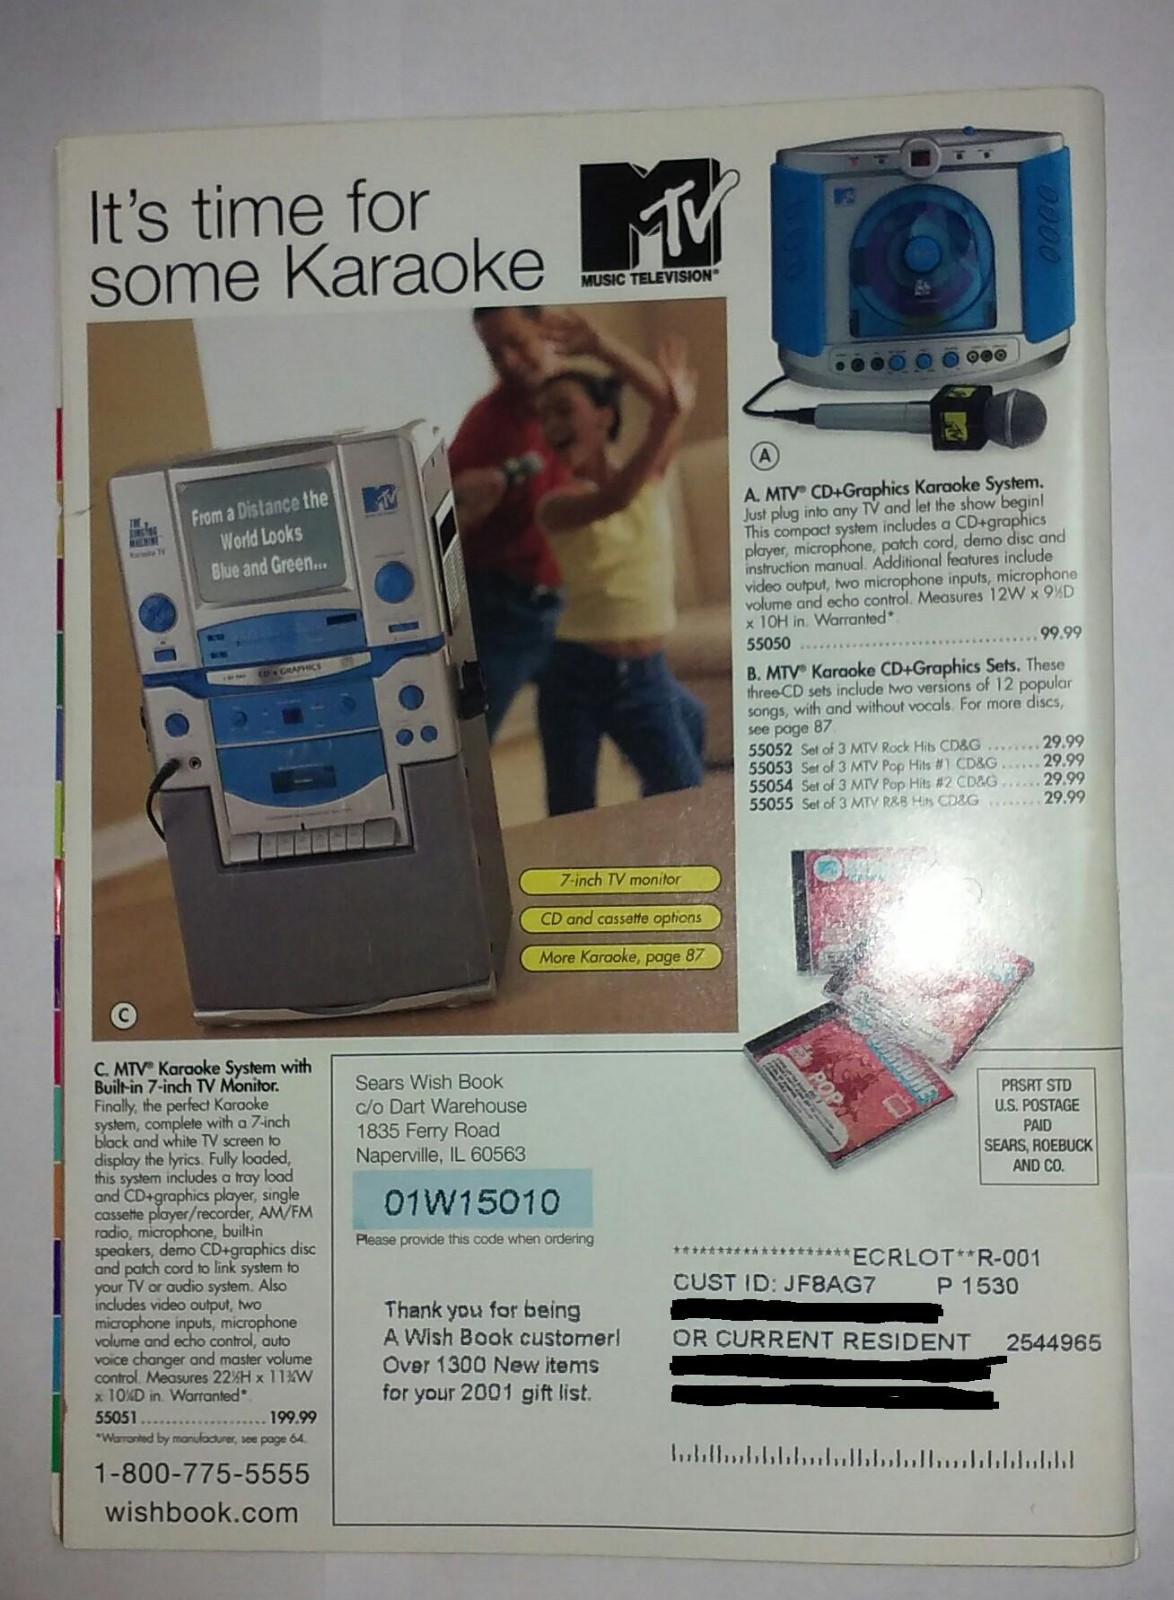 It's time for
some Karaoke
MTV
MUSIC TELEVISION®
THE
SINGING
MACHINE
Karaoke TV
From a Distance the
World Looks
Blue and Green...
MTV
CD+GRAPHICS
7-inch TV monitor
CD and cassette options
More Karaoke, page 87
C
A
A. MTV® CD+Graphics Karaoke System.
Just plug into any TV and let the show begin!
This compact system includes a CD+graphics
player, microphone, patch cord, demo disc and
instruction manual. Additional features include
video output, two microphone inputs, microphone
volume and echo control. Measures 12W x 9½D
x 10H in. Warranted*.
55050 ................................ 99.99
B. MTV® Karaoke CD+Graphics Sets. These
three-CD sets include two versions of 12 popular
songs, with and without vocals. For more discs,
see page 87.
55052 Set of 3 MTV Rock Hits CD&G ........ 29.99
55053 Set of 3 MTV Pop Hits #1 CD&G ...... 29.99
55054 Set of 3 MTV Pop Hits #2 CD&G ...... 29.99
55055 Set of 3 MTV R&B Hits CD&G ........ 29.99
POP
C. MTV® Karaoke System with
Built-in 7-inch TV Monitor.
Finally, the perfect Karaoke
system, complete with a 7-inch
black and white TV screen to
display the lyrics. Fully loaded,
this system includes a tray load
and CD+graphics player, single
cassette player/recorder, AM/FM
radio, microphone, built-in
speakers, demo CD+graphics disc
and patch cord to link system to
your TV or audio system. Also
includes video output, two
microphone inputs, microphone
volume and echo control, auto
voice changer and master volume
control. Measures 22½H x 11¾W
x 10¼D in. Warranted*.
55051 ..................... 199.99
*Warranted by manufacturer, see page 64.
1-800-775-5555
wishbook.com
Sears Wish Book
c/o Dart Warehouse
1835 Ferry Road
Naperville, IL 60563
01W15010
Please provide this code when ordering
Thank you for being
A Wish Book customer!
Over 1300 New items
for your 2001 gift list.
PRSRT STD
U.S. POSTAGE
PAID
SEARS, ROEBUCK
AND CO.
********************ECRLOT**R-001
CUST ID: JF8AG7 P 1530
OR CURRENT RESIDENT 2544965